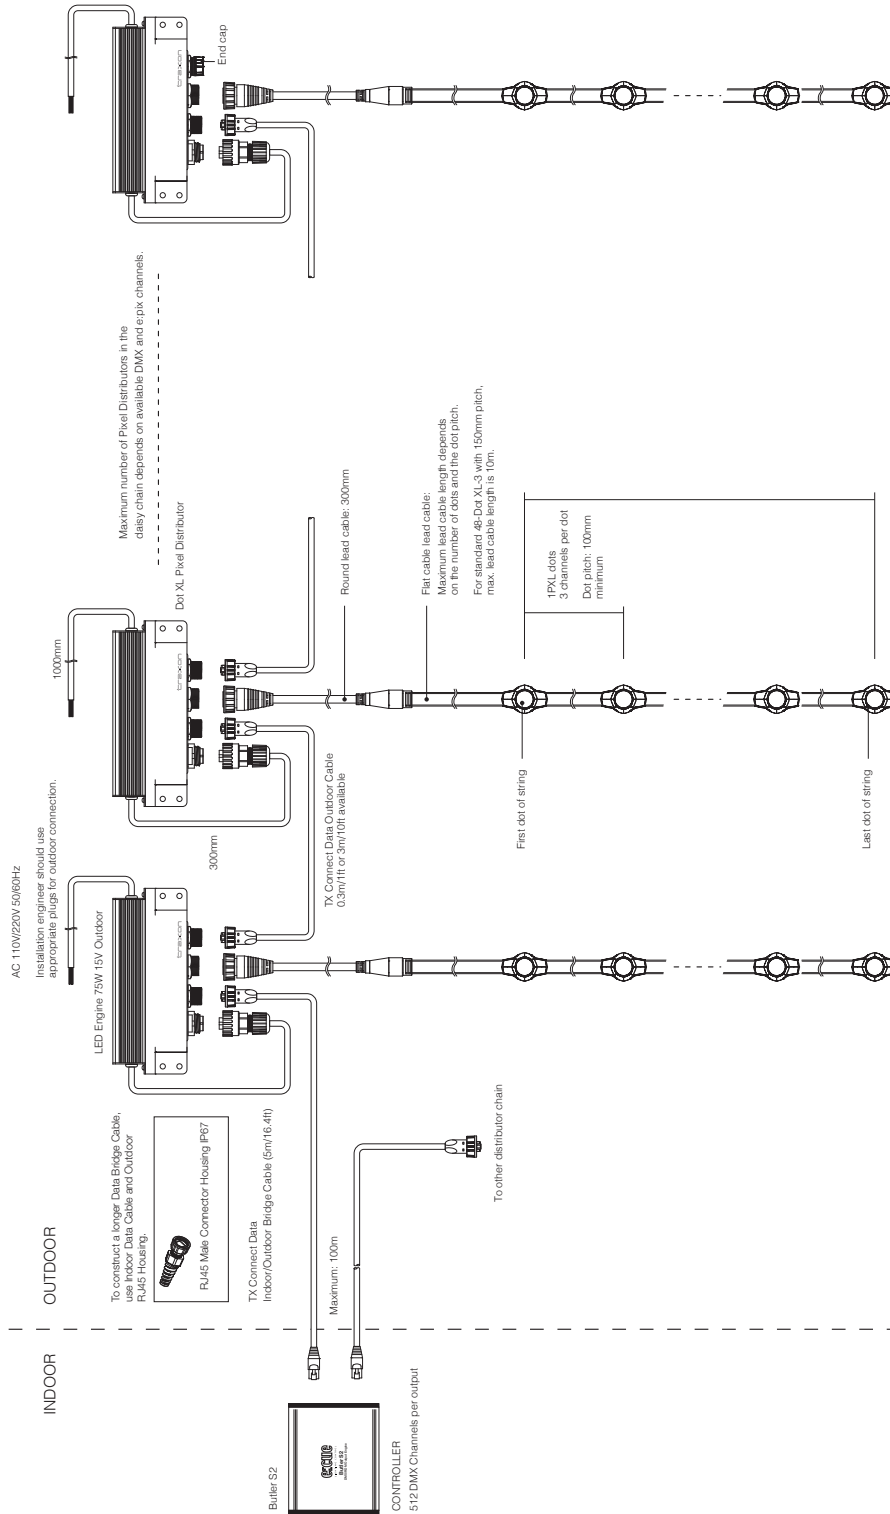 INDOOR
OUTDOOR
Butler S2
e:cue
Butler S2
CONTROLLER
512 DMX Channels per output
To construct a longer Data Bridge Cable,
use Indoor Data Cable and Outdoor
RJ45 Housing.
RJ45 Male Connector Housing IP67
TX Connect Data
Indoor/Outdoor Bridge Cable (5m/16.4ft)
Maximum: 100m
To other distributor chain
AC 110V/220V 50/60Hz
Installation engineer should use
appropriate plugs for outdoor connection.
LED Engine 75W 15V Outdoor
traxon
300mm
TX Connect Data Outdoor Cable
0.3m/1ft or 3m/10ft available
1000mm
traxon
Dot XL Pixel Distributor
Maximum number of Pixel Distributors in the
daisy chain depends on available DMX and e:pix channels.
Round lead cable: 300mm
Flat cable lead cable:
Maximum lead cable length depends
on the number of dots and the dot pitch.
For standard 48-Dot XL-3 with 150mm pitch,
max. lead cable length is 10m.
First dot of string
Last dot of string
1PXL dots
3 channels per dot
Dot pitch: 100mm
minimum
traxon
End cap